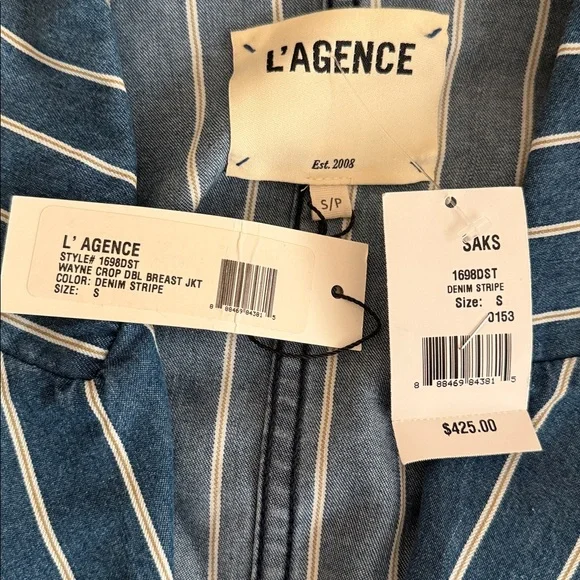 L'AGENCE
Est. 2008
S/P
L' AGENCE
STYLE# 1698DST
WAYNE CROP DBL BREAST JKT
COLOR: DENIM STRIPE
SIZE: S
8 88469 84381 5
SAKS
1698DST
DENIM STRIPE
Size: S
0153
8 88469 84381 5
$425.00